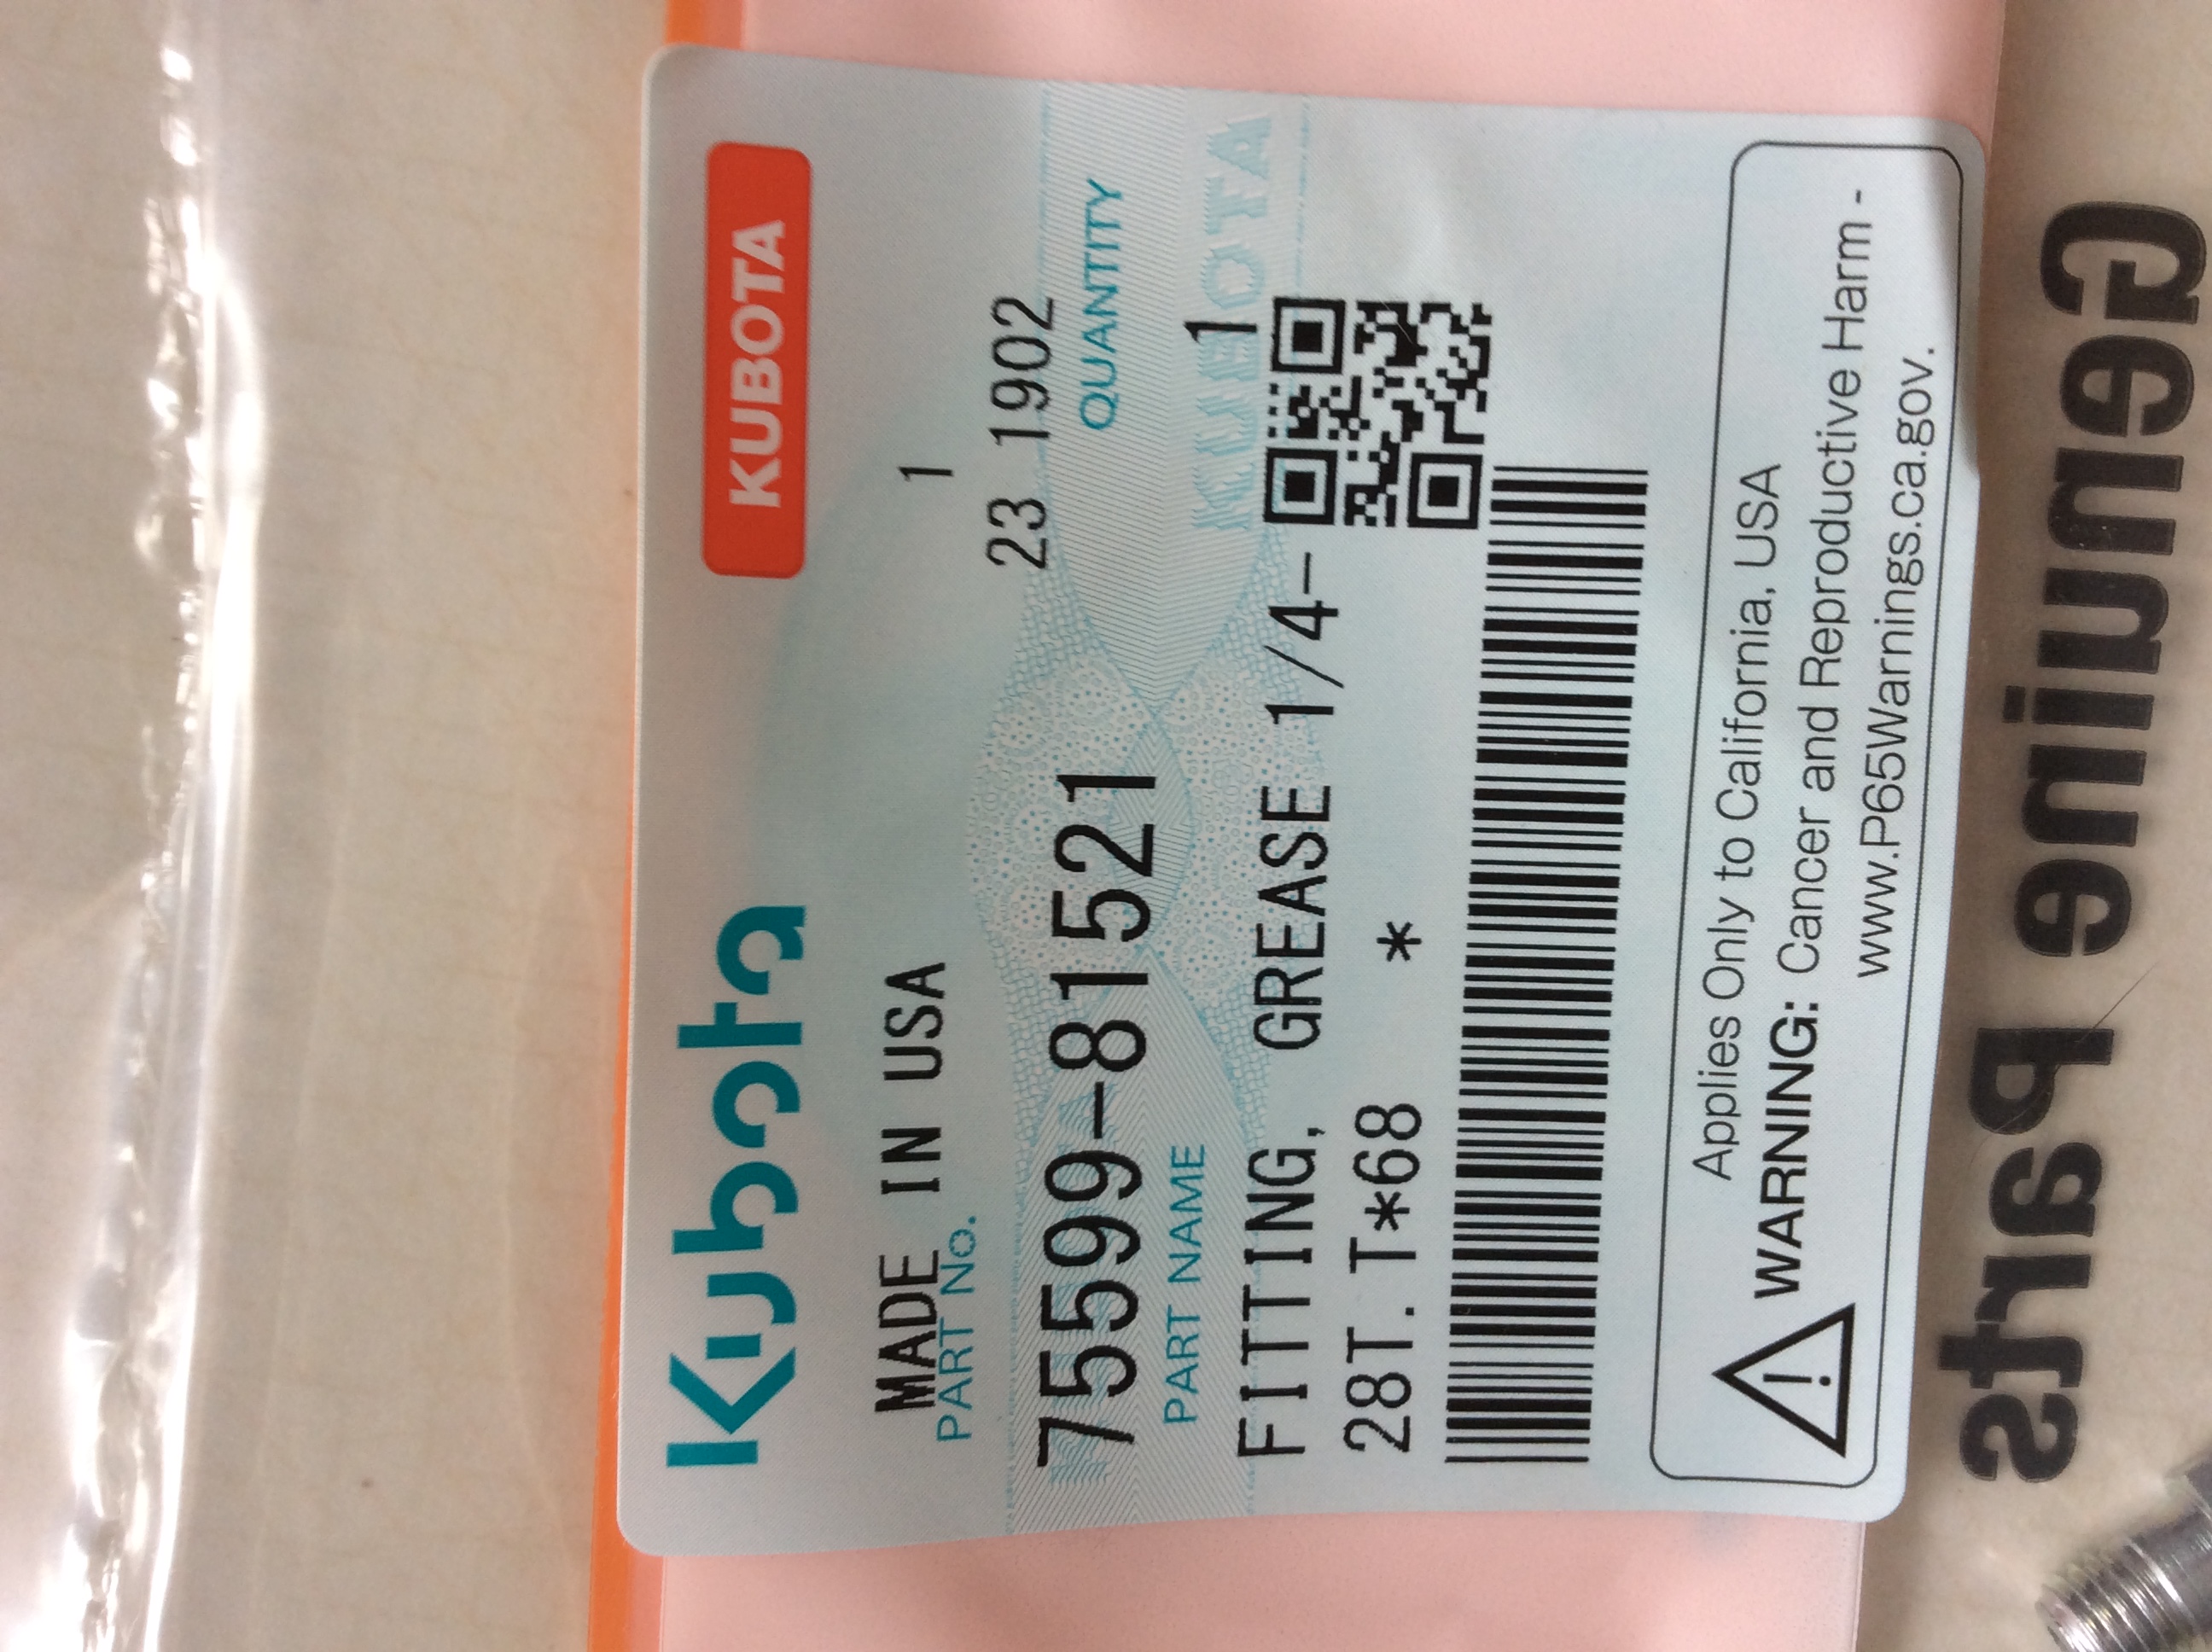 Kubota KUBOTA
MADE IN USA 1
PART No. 23 1902
75599-81521 QUANTITY
PART NAME 1
KUBOTA
FITTING, GREASE 1/4-
28T.T*68 *
Applies Only to California, USA
WARNING: Cancer and Reproductive Harm -
www.P65Warnings.ca.gov.
Genuine Parts